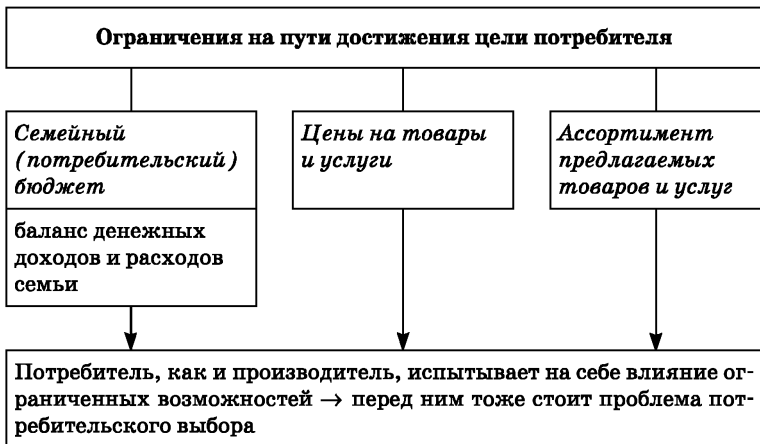 Ограничения на пути достижения цели потребителя
Семейный
(потребительский)
бюджет
баланс денежных
доходов и расходов
семьи
Цены на товары
и услуги
Ассортимент
предлагаемых
товаров и услуг
Потребитель, как и производитель, испытывает на себе влияние ог-
раниченных возможностей → перед ним тоже стоит проблема пот-
ребительского выбора